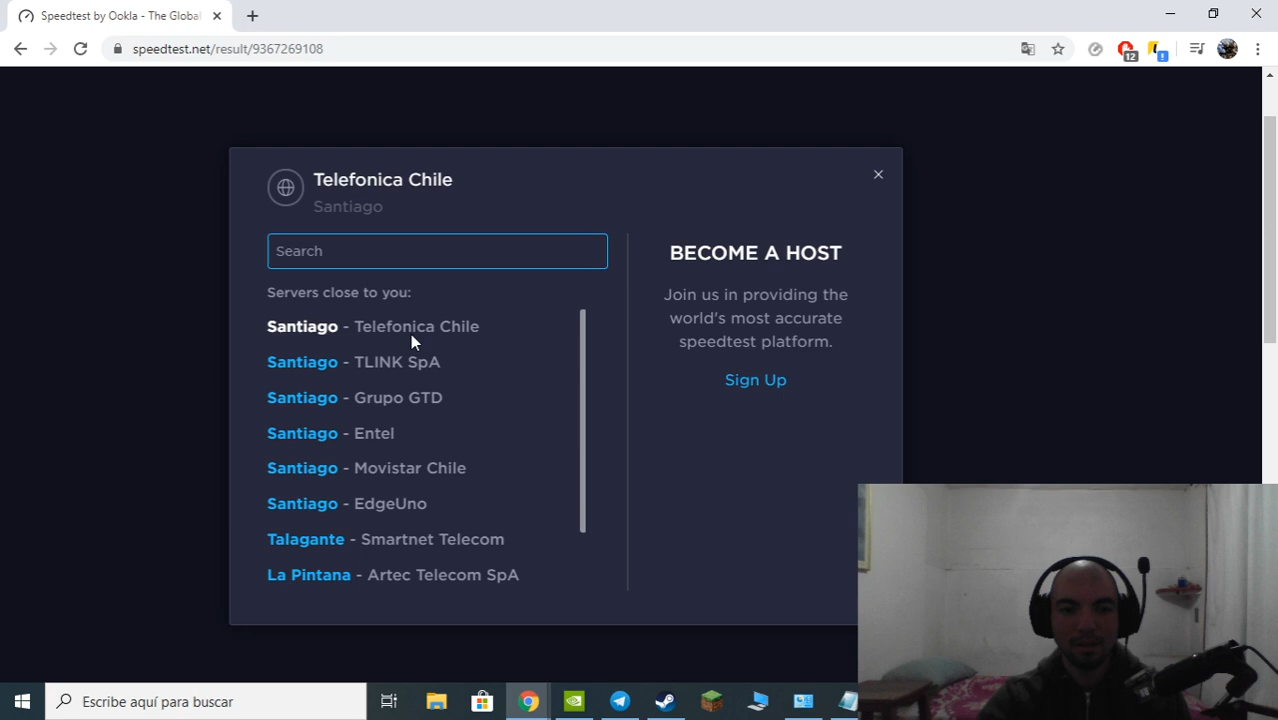 Speedtest by Ookla - The Global
speedtest.net/result/9367269108
12
Telefonica Chile
Santiago
Search
Servers close to you:
Santiago - Telefonica Chile
Santiago - TLINK SpA
Santiago - Grupo GTD
Santiago - Entel
Santiago - Movistar Chile
Santiago - EdgeUno
Talagante - Smartnet Telecom
La Pintana - Artec Telecom SpA
BECOME A HOST
Join us in providing the
world's most accurate
speedtest platform.
Sign Up
Escribe aquí para buscar